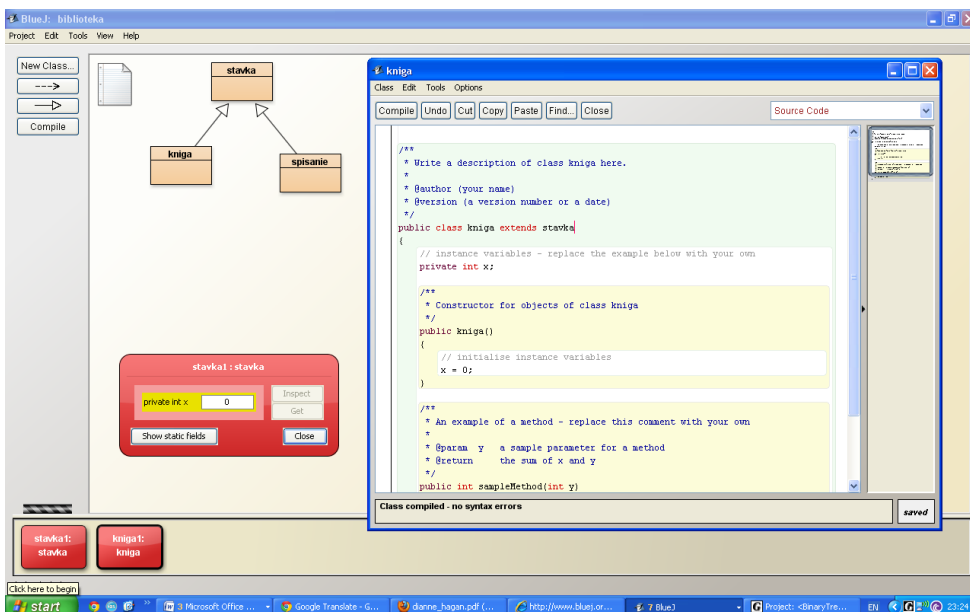 BlueJ: biblioteka
Project Edit Tools View Help
New Class...
Compile
stavka
kniga
spisanie
stavka1 : stavka
private int x 0
Inspect
Get
Show static fields
Close
kniga
Class Edit Tools Options
Compile Undo Cut Copy Paste Find... Close
Source Code
/**
* Write a description of class kniga here.
*
* @author (your name)
* @version (a version number or a date)
*/
public class kniga extends stavka
{
// instance variables - replace the example below with your own
private int x;
/**
* Constructor for objects of class kniga
*/
public kniga()
{
// initialise instance variables
x = 0;
}
/**
* An example of a method - replace this comment with your own
*
* @param y a sample parameter for a method
* @return the sum of x and y
*/
public int sampleMethod(int y)
Class compiled - no syntax errors
saved
stavka1:
stavka
kniga1:
kniga
Click here to begin
start
3 Microsoft Office ...
Google Translate - G...
dianne_hagan.pdf (...
http://www.bluej.or...
7 BlueJ
Project: <BinaryTre...
EN